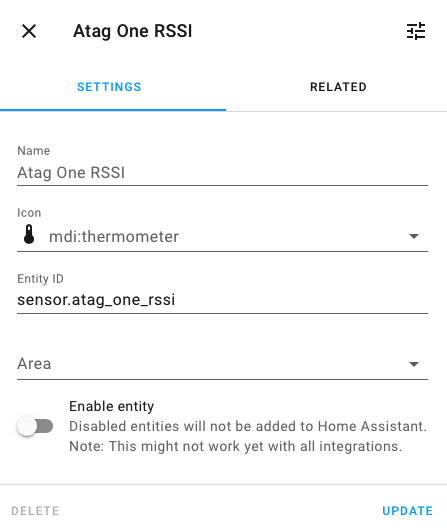 Atag One RSSI
SETTINGS
RELATED
Name
Atag One RSSI
Icon
mdi:thermometer
Entity ID
sensor.atag_one_rssi
Area
Enable entity
Disabled entities will not be added to Home Assistant.
Note: This might not work yet with all integrations.
DELETE
UPDATE